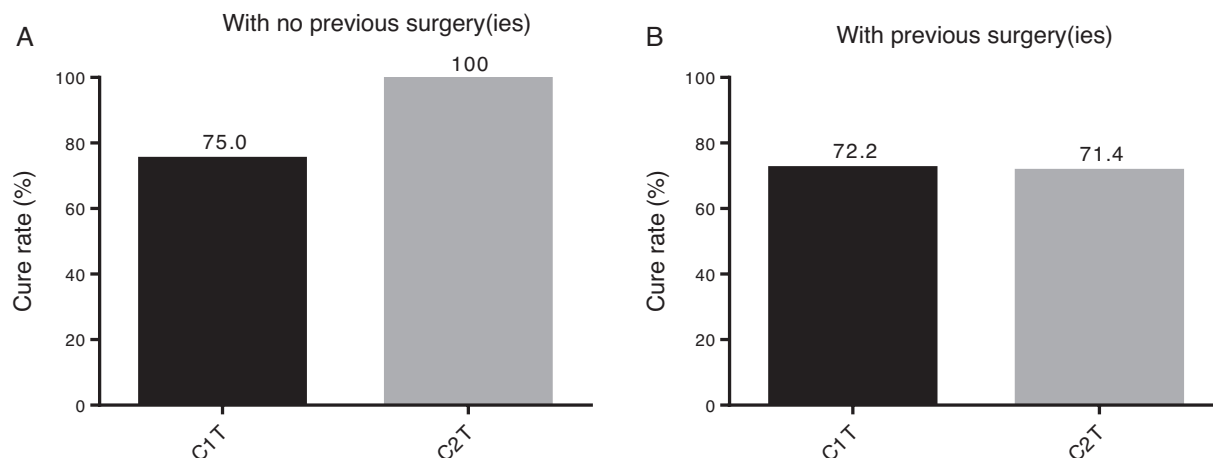 A
With no previous surgery(ies)
Cure rate (%)
100
80
60
40
20
0
75.0
100
C1T
C2T
B
With previous surgery(ies)
Cure rate (%)
100
80
60
40
20
0
72.2
71.4
C1T
C2T